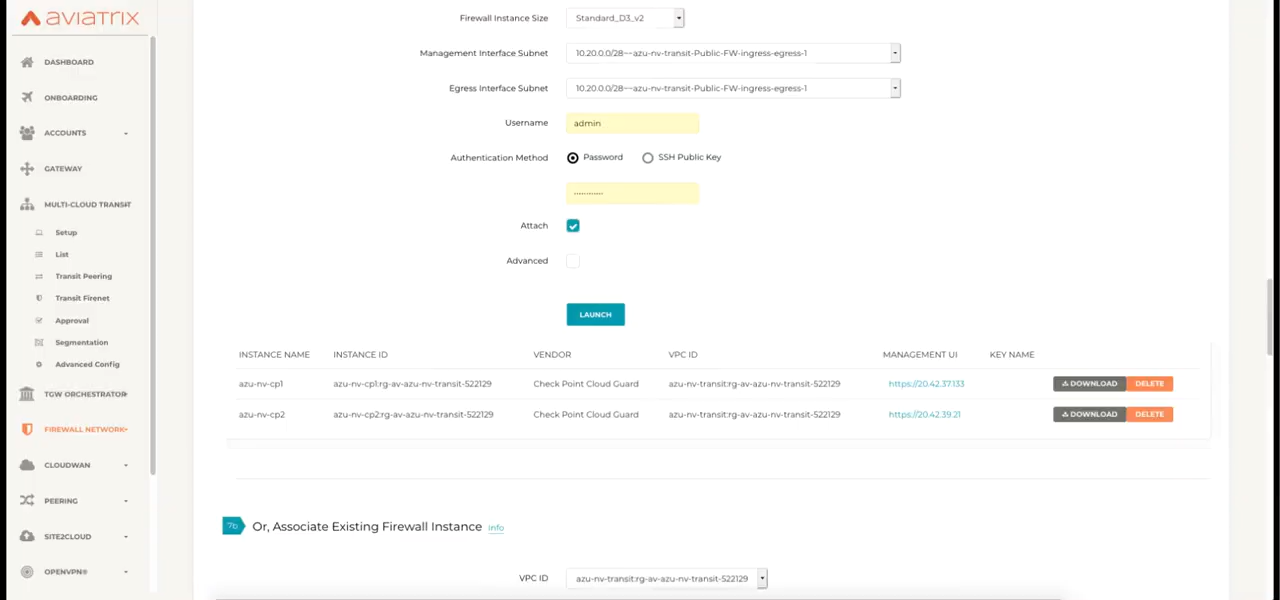 aviatrix
DASHBOARD
ONBOARDING
ACCOUNTS
GATEWAY
MULTI-CLOUD TRANSIT
Setup
List
Transit Peering
Transit Firenet
Approval
Segmentation
Advanced Config
TGW ORCHESTRATOR
FIREWALL NETWORK
CLOUDWAN
PEERING
SITE2CLOUD
OPENVPN®
Firewall Instance Size Standard_D3_v2
Management Interface Subnet 10.20.0.0/28~~azu-nv-transit-Public-FW-ingress-egress-1
Egress Interface Subnet 10.20.0.0/28~~azu-nv-transit-Public-FW-ingress-egress-1
Username admin
Authentication Method Password SSH Public Key
Attach
Advanced
LAUNCH
INSTANCE NAME INSTANCE ID VENDOR VPC ID MANAGEMENT UI KEY NAME
azu-nv-cp1 azu-nv-cp1:rg-av-azu-nv-transit-522129 Check Point Cloud Guard azu-nv-transit:rg-av-azu-nv-transit-522129 https://20.42.37.133 DOWNLOAD DELETE
azu-nv-cp2 azu-nv-cp2:rg-av-azu-nv-transit-522129 Check Point Cloud Guard azu-nv-transit:rg-av-azu-nv-transit-522129 https://20.42.39.21 DOWNLOAD DELETE
7b Or, Associate Existing Firewall Instance info
VPC ID azu-nv-transit:rg-av-azu-nv-transit-522129